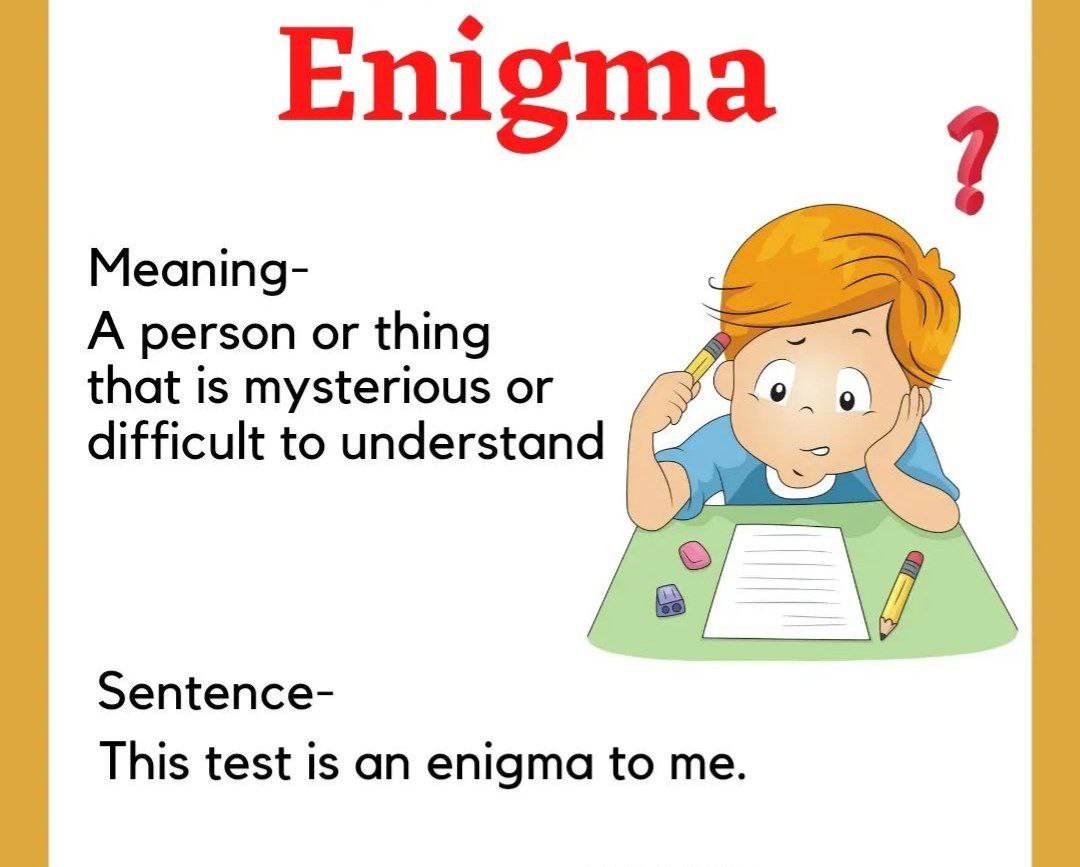 Enigma
Meaning-
A person or thing
that is mysterious or
difficult to understand
Sentence-
This test is an enigma to me.